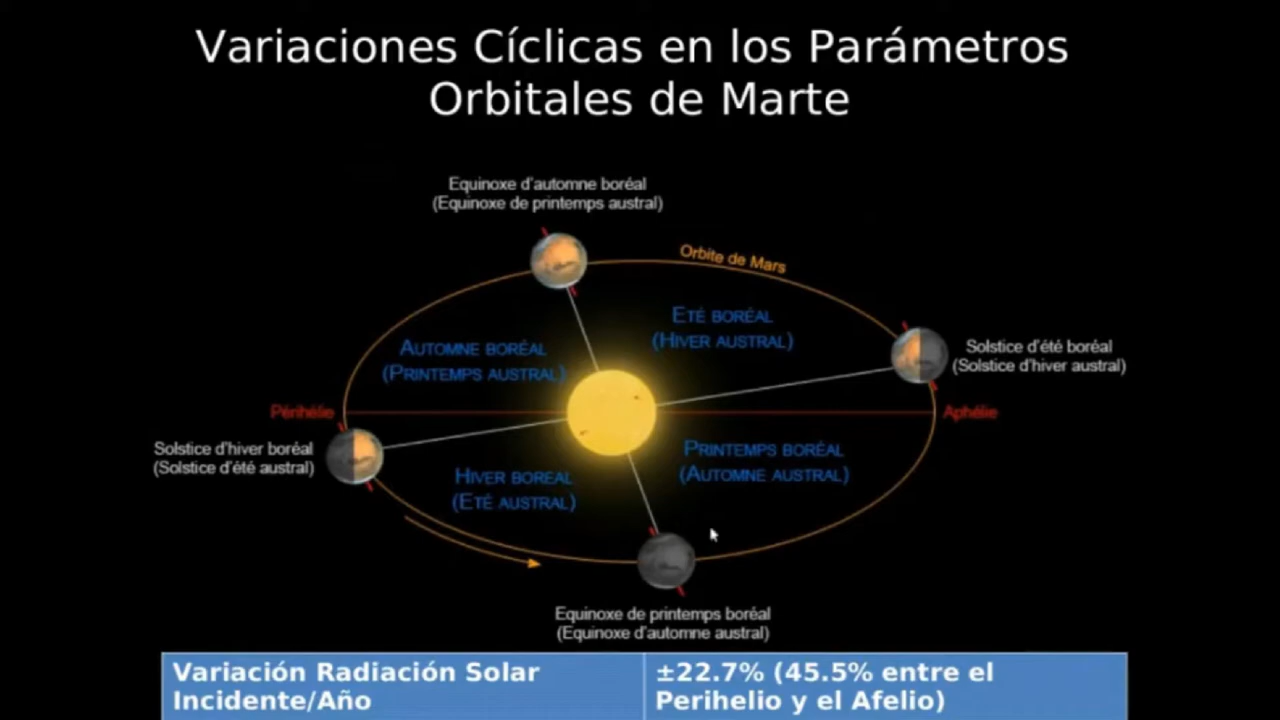 Variaciones Cíclicas en los Parámetros
Orbitales de Marte
Equinoxe d'automne boréal
(Equinoxe de printemps austral)
Orbite de Mars
Eté boréal
(Hiver austral)
Automne boréal
(Printemps austral)
Solstice d'été boréal
(Solstice d'hiver austral)
Périhélie
Aphélie
Solstice d'hiver boréal
(Solstice d'été austral)
Printemps boréal
(Automne austral)
Hiver boreal
(Eté austral)
Equinoxe de printemps boréal
(Equinoxe d'automne austral)
Variación Radiación Solar
Incidente/Año
±22.7% (45.5% entre el
Perihelio y el Afelio)